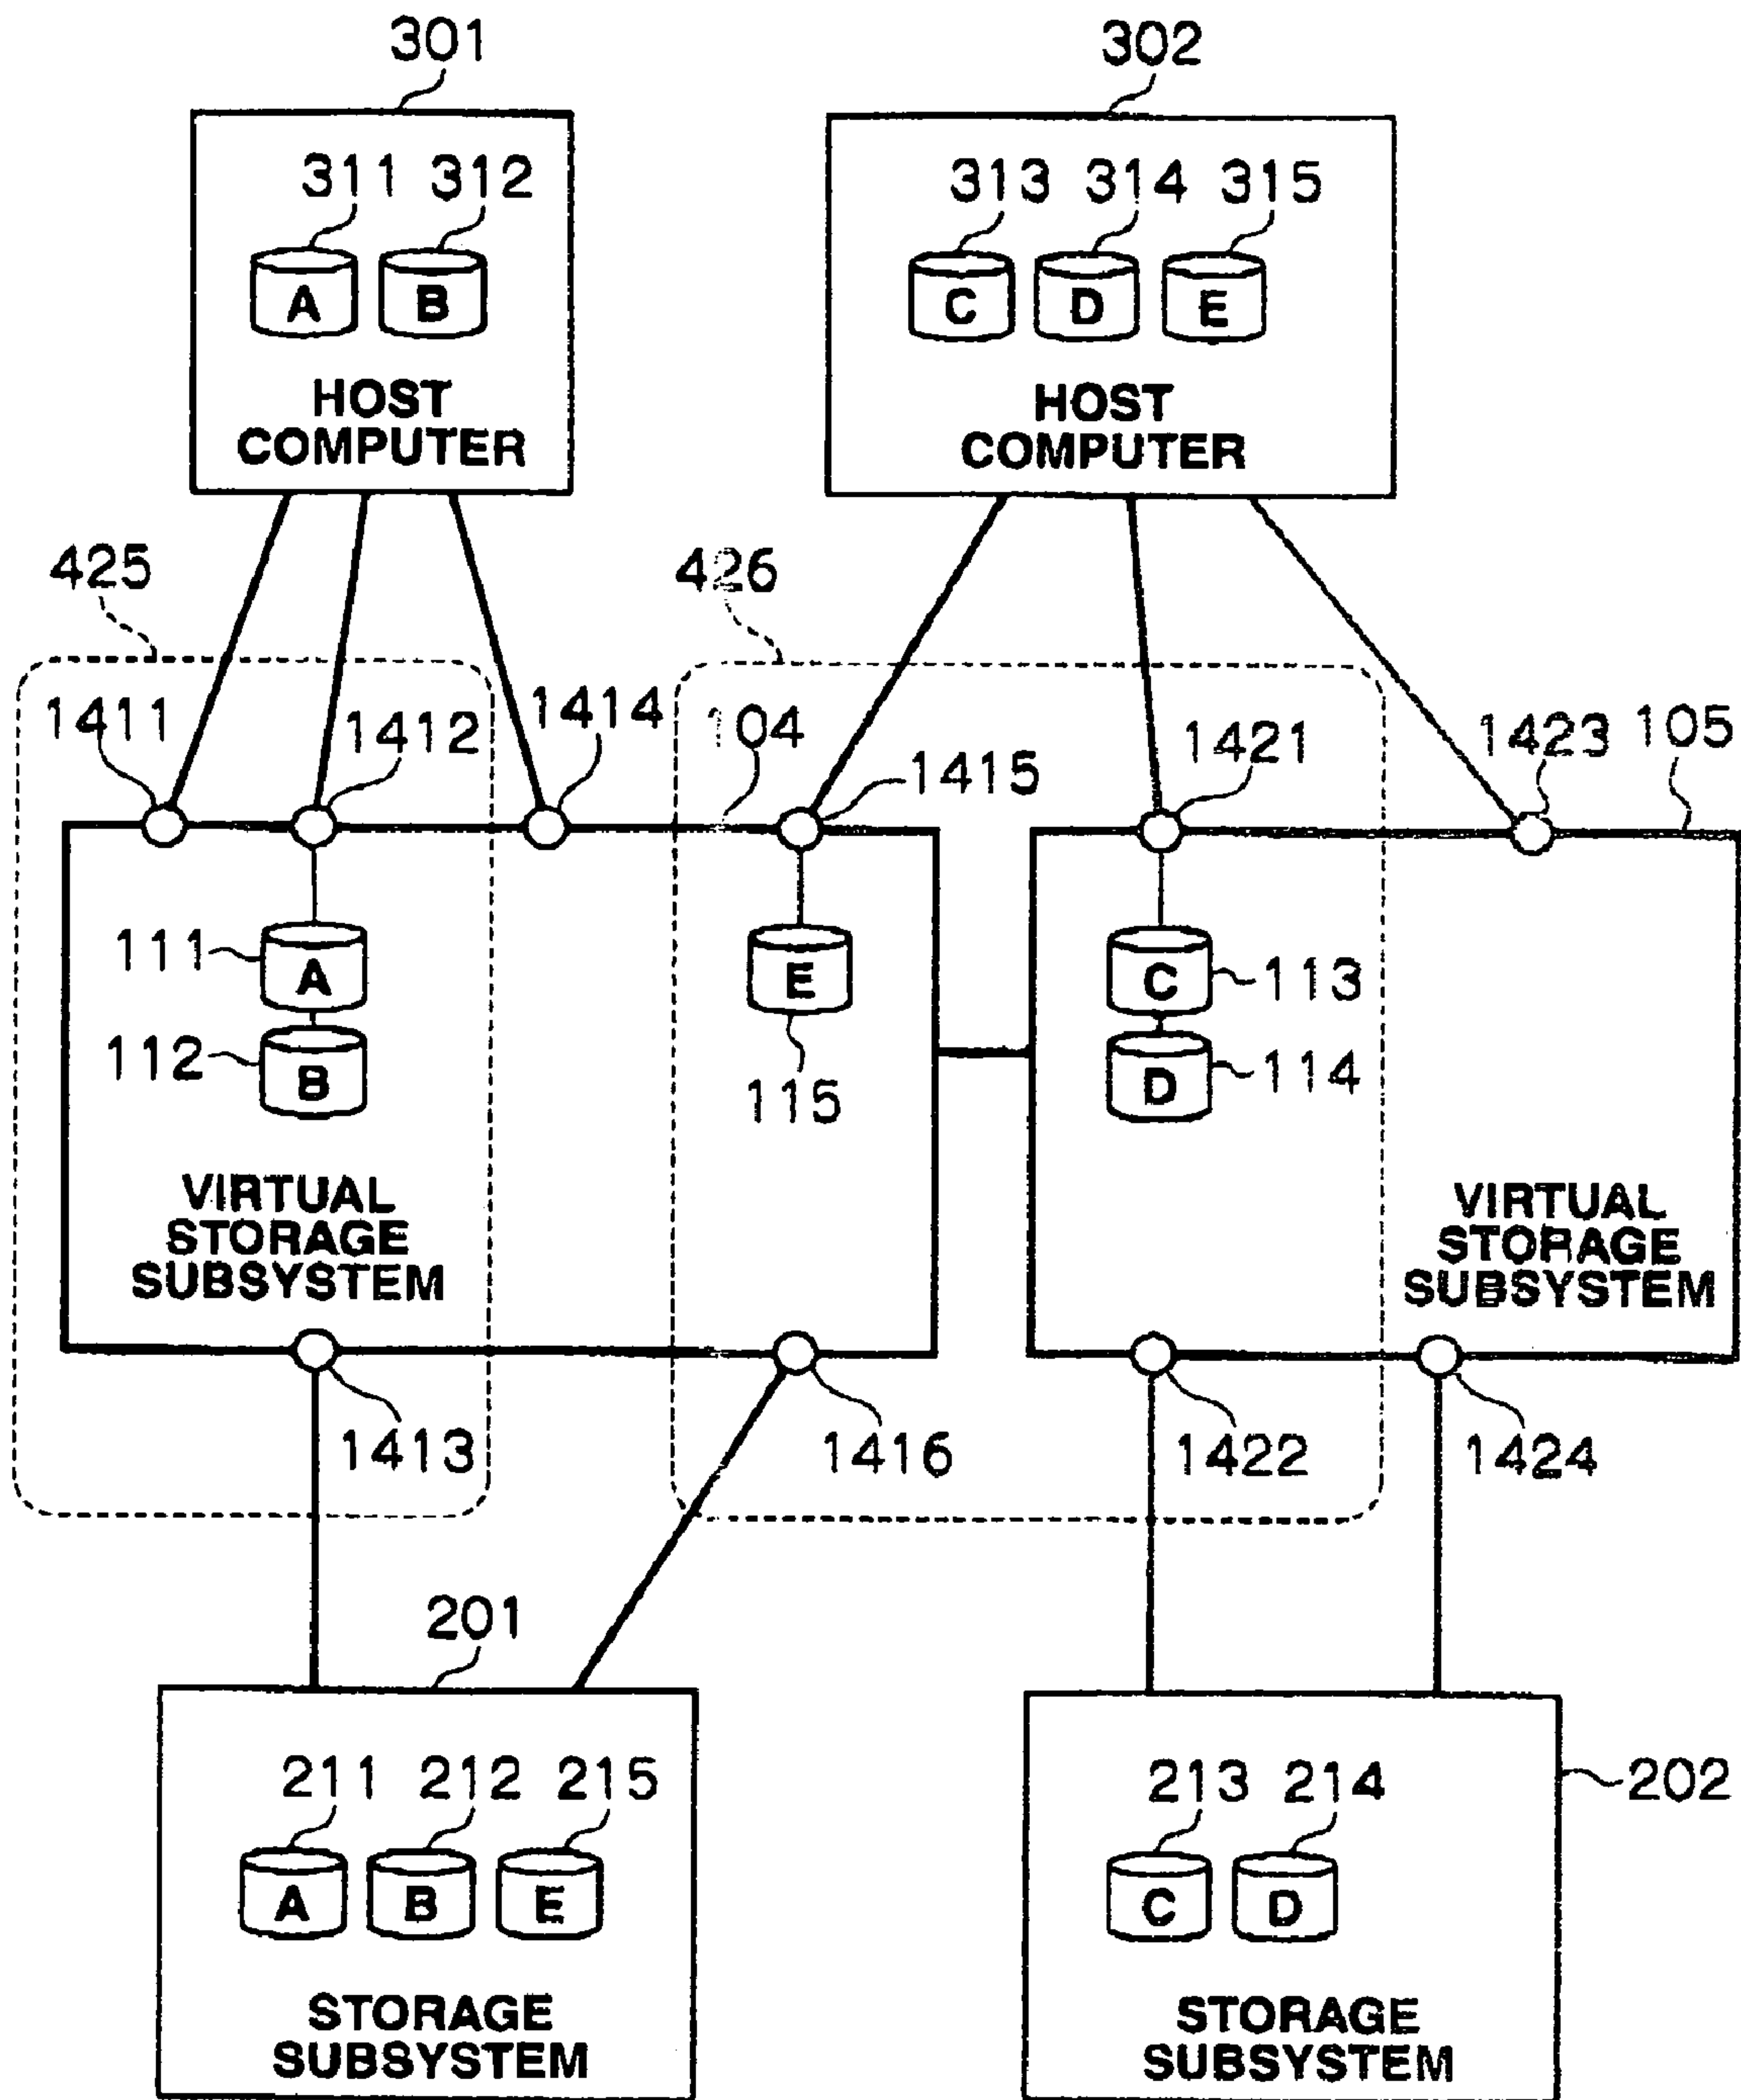 301
302
311 312
313 314 315
A B
C D E
HOST
COMPUTER
HOST
COMPUTER
425
426
1411
1412
1414
104
1415
1421
1423
105
111
A
E
C
113
112
B
115
D
114
VIRTUAL
STORAGE
SUBSYSTEM
VIRTUAL
STORAGE
SUBSYSTEM
1413
1416
1422
1424
201
211 212 215
213 214
202
A B E
C D
STORAGE
SUBSYSTEM
STORAGE
SUBSYSTEM